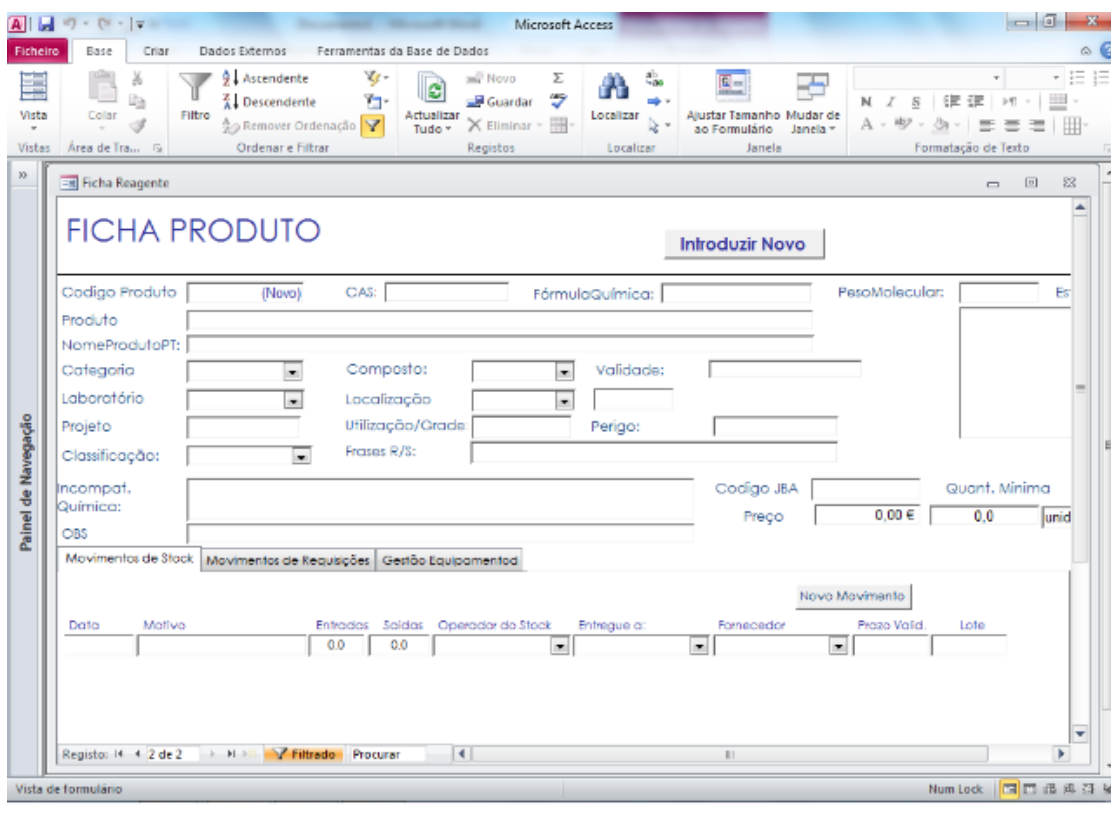 Microsoft Access
Ficheiro Base Criar Dados Externos Ferramentas da Base de Dados
Vista Colar Filtro Ascendente Descendente Remover Ordenação Actualizar Tudo Novo Guardar Eliminar Localizar Ajustar Tamanho ao Formulário Mudar de Janela N I S
Vistas Área de Tra... Ordenar e Filtrar Registos Localizar Janela Formatação de Texto
Ficha Reagente
FICHA PRODUTO
Introduzir Novo
Codigo Produto (Novo) CAS: FórmulaQuímica: PesoMolecular: Es
Produto
NomeProdutoPT:
Categoria Composto: Validade:
Laboratório Localização
Projeto Utilização/Grade Perigo:
Classificação: Frases R/S:
Incompat. Química: Codigo JBA Quant. Minima
Preço 0,00 € 0,0 unid
OBS
Movimentos de Stock Movimentos de Requisições Gestão Equipamentod
Novo Movimento
Data Motivo Entradas Saídas Operador do Stock Entregue a: Fornecedor Prazo Valid. Lote
0.0 0.0
Registo: 2 de 2 Filtrado Procurar
Painel de Navegação
Vista de formulário Num Lock